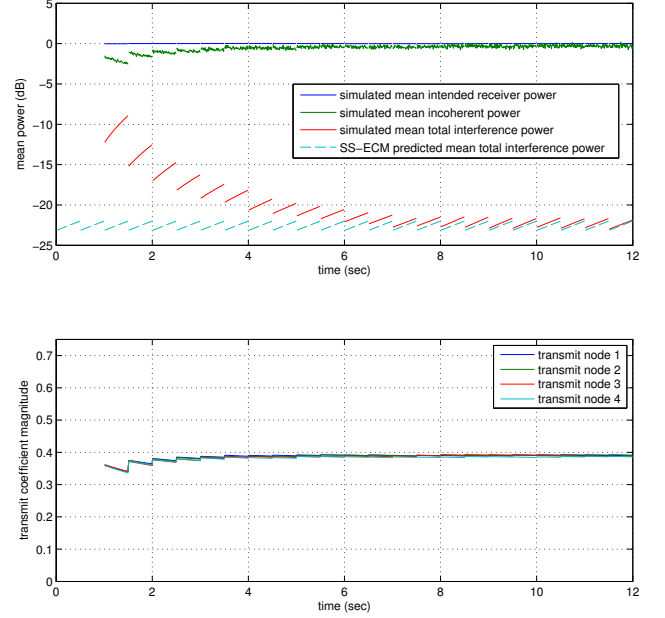 5
0
−5
−10
−15
−20
−25
mean power (dB)
simulated mean intended receiver power
simulated mean incoherent power
simulated mean total interference power
SS−ECM predicted mean total interference power
0 2 4 6 8 10 12
time (sec)
0.7
0.6
0.5
0.4
0.3
0.2
0.1
0
transmit coefficient magnitude
transmit node 1
transmit node 2
transmit node 3
transmit node 4
0 2 4 6 8 10 12
time (sec)